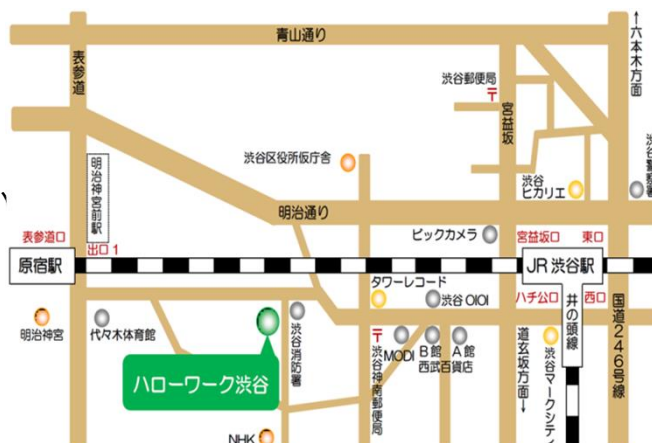 青山通り
↑六本木方面
表参道
渋谷郵便局
〒
宮益坂
渋谷区役所仮庁舎
明治神宮前駅
渋谷警察署
渋谷
ヒカリエ
明治通り
ビックカメラ
表参道口
出口1
宮益坂口
東口
原宿駅
JR 渋谷駅
タワーレコード
渋谷 OIOI
ハチ公口
西口
井の頭線
国道246号線
明治神宮
代々木体育館
渋谷消防署
〒
渋谷神南郵便局
MODI
B館
A館
西武百貨店
道玄坂方面→
渋谷マークシティ
ハローワーク渋谷
NHK